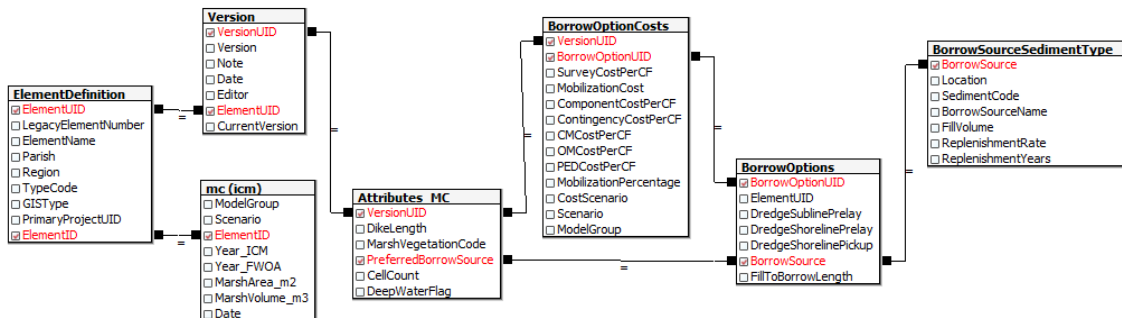 Version
VersionUID
Version
Note
Date
Editor
ElementUID
CurrentVersion
ElementDefinition
ElementUID
LegacyElementNumber
ElementName
Parish
Region
TypeCode
GISType
PrimaryProjectUID
ElementID
mc (icm)
ModelGroup
Scenario
ElementID
Year_ICM
Year_FWOA
MarshArea_m2
MarshVolume_m3
Date
Attributes_MC
VersionUID
DikeLength
MarshVegetationCode
PreferredBorrowSource
CellCount
DeepWaterFlag
BorrowOptionCosts
VersionUID
BorrowOptionUID
SurveyCostPerCF
MobilizationCost
ComponentCostPerCF
ContingencyCostPerCF
CMCostPerCF
OMCostPerCF
PEDCostPerCF
MobilizationPercentage
CostScenario
Scenario
ModelGroup
BorrowOptions
BorrowOptionUID
ElementUID
DredgeSublinePrelay
DredgeShorelinePrelay
DredgeShorelinePickup
BorrowSource
FillToBorrowLength
BorrowSourceSedimentType
BorrowSource
Location
SedimentCode
BorrowSourceName
FillVolume
ReplenishmentRate
ReplenishmentYears
=
=
=
=
=
=
=